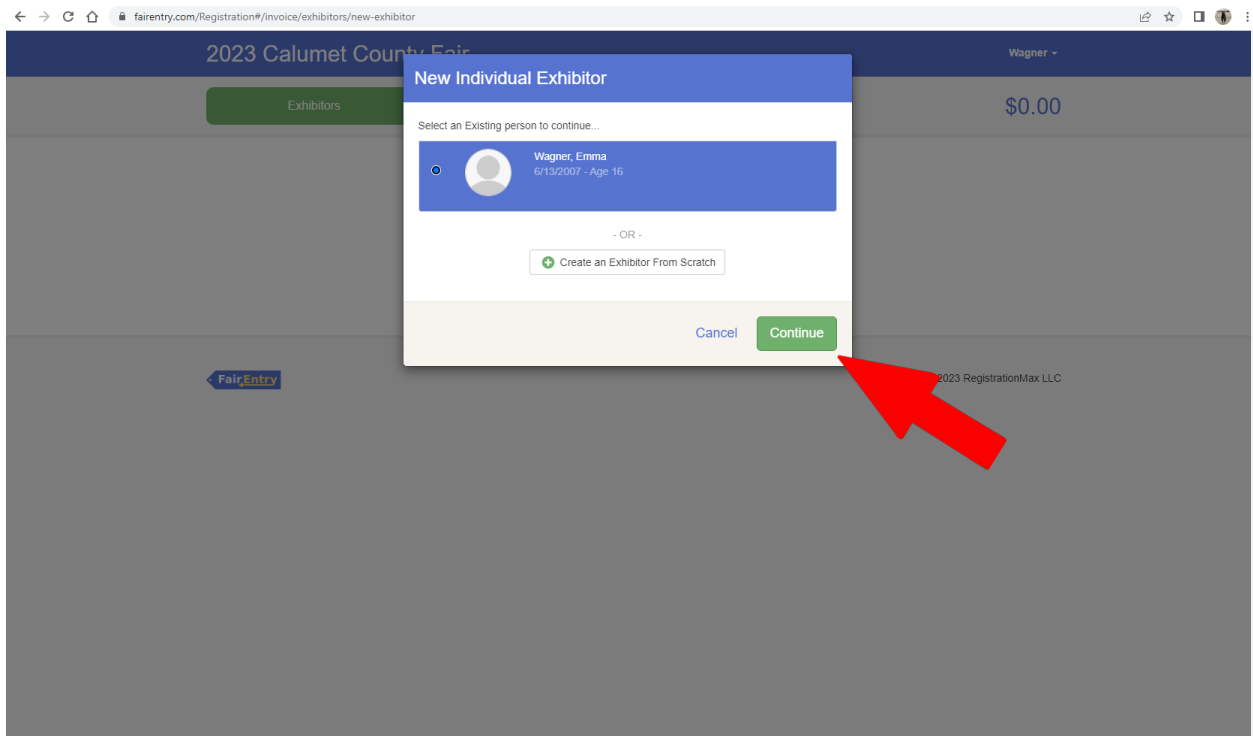 fairentry.com/Registration#/invoice/exhibitors/new-exhibitor
2023 Calumet County Fair
Wagner
Exhibitors
$0.00
New Individual Exhibitor
Select an Existing person to continue...
Wagner, Emma
6/13/2007 - Age 16
- OR -
Create an Exhibitor From Scratch
Cancel
Continue
FairEntry
2023 RegistrationMax LLC